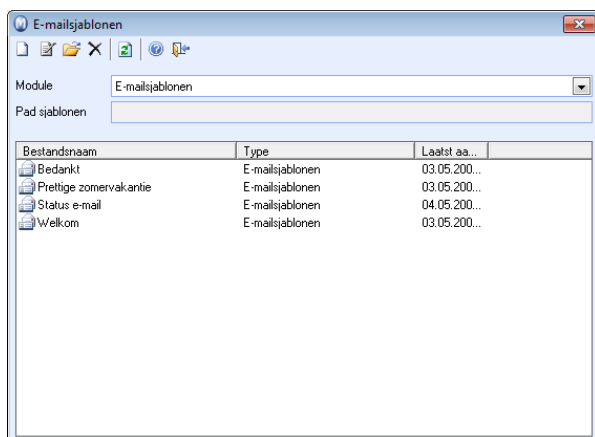 E-mailsjablonen
Module E-mailsjablonen
Pad sjablonen
Bestandsnaam Type Laatst aa...
Bedankt E-mailsjablonen 03.05.200...
Prettige zomervakantie E-mailsjablonen 03.05.200...
Status e-mail E-mailsjablonen 04.05.200...
Welkom E-mailsjablonen 03.05.200...